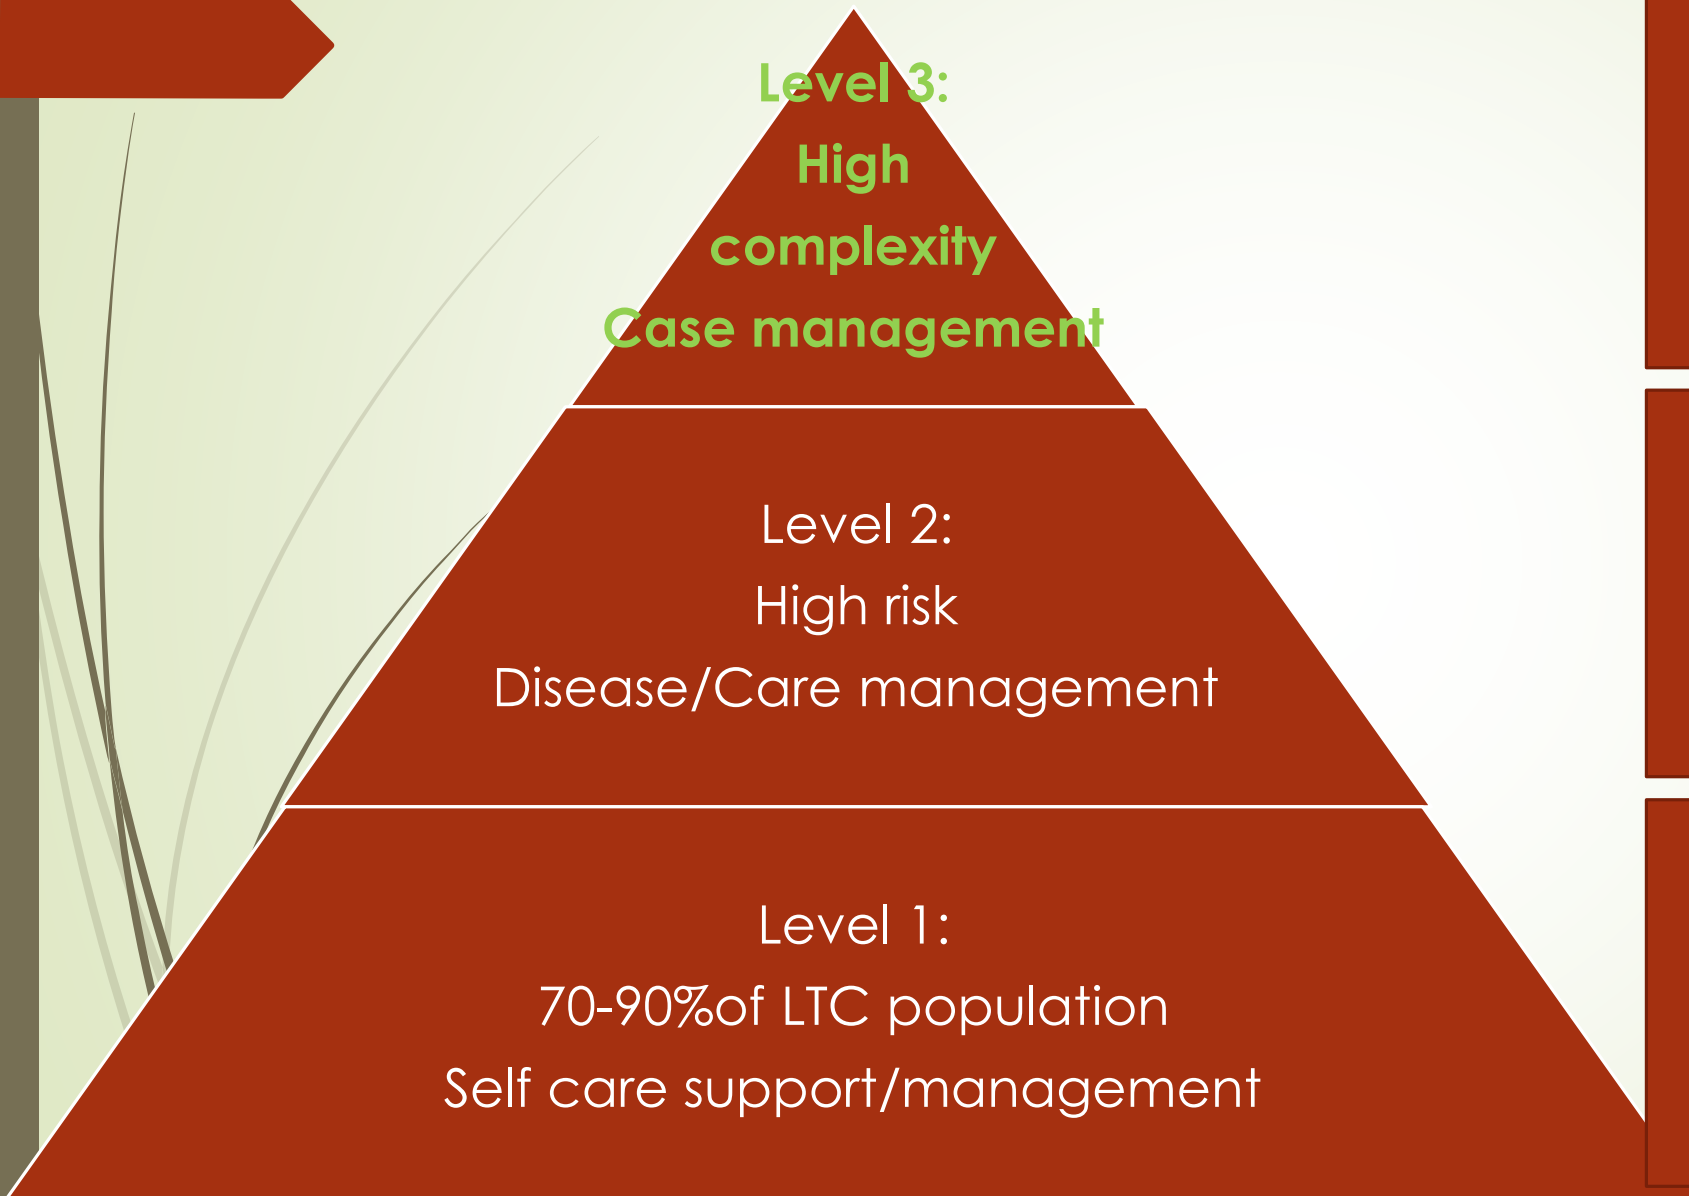 Level 3:
High
complexity
Case management
Level 2:
High risk
Disease/Care management
Level 1:
70-90%of LTC population
Self care support/management